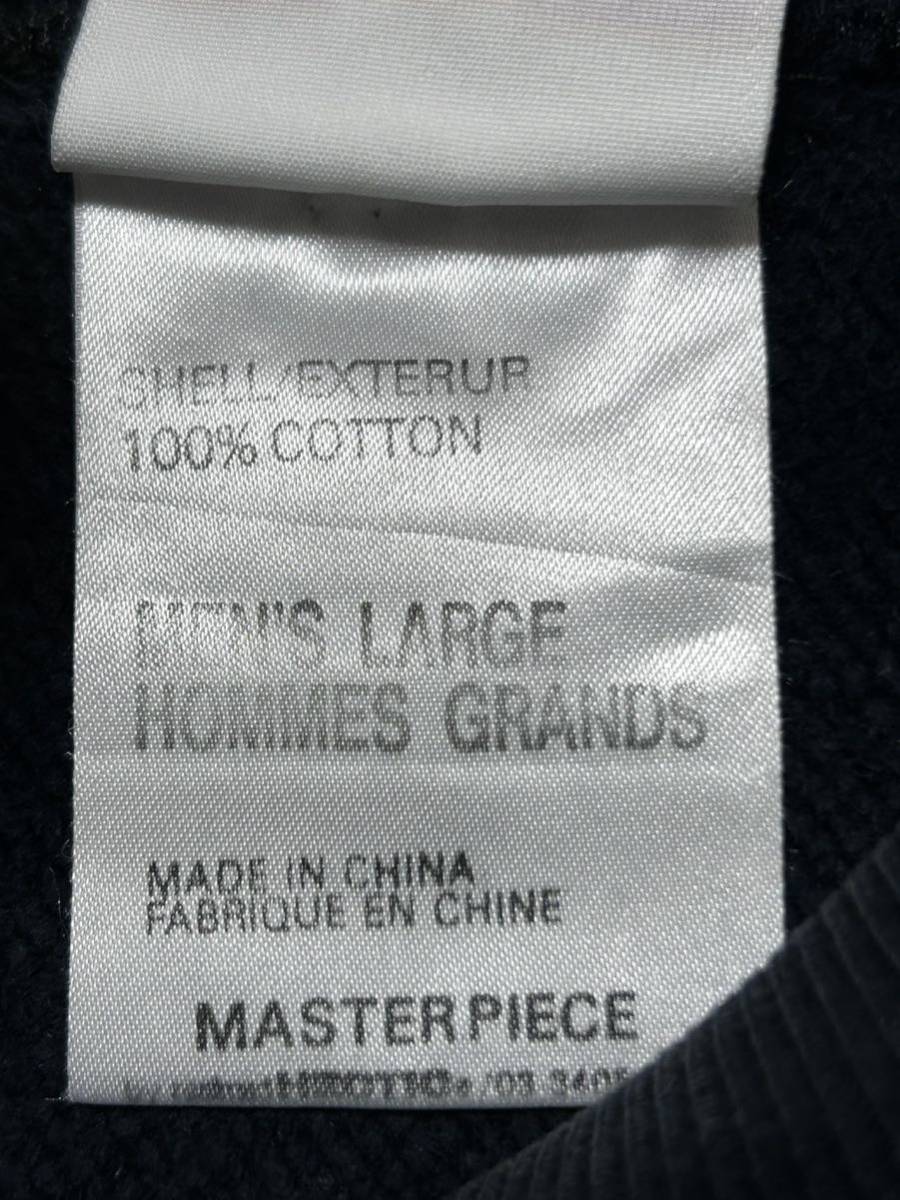 SHELL/EXTERUR
100% COTTON
MEN'S LARGE
HOMMES GRANDS
MADE IN CHINA
FABRIQUE EN CHINE
MASTERPIECE